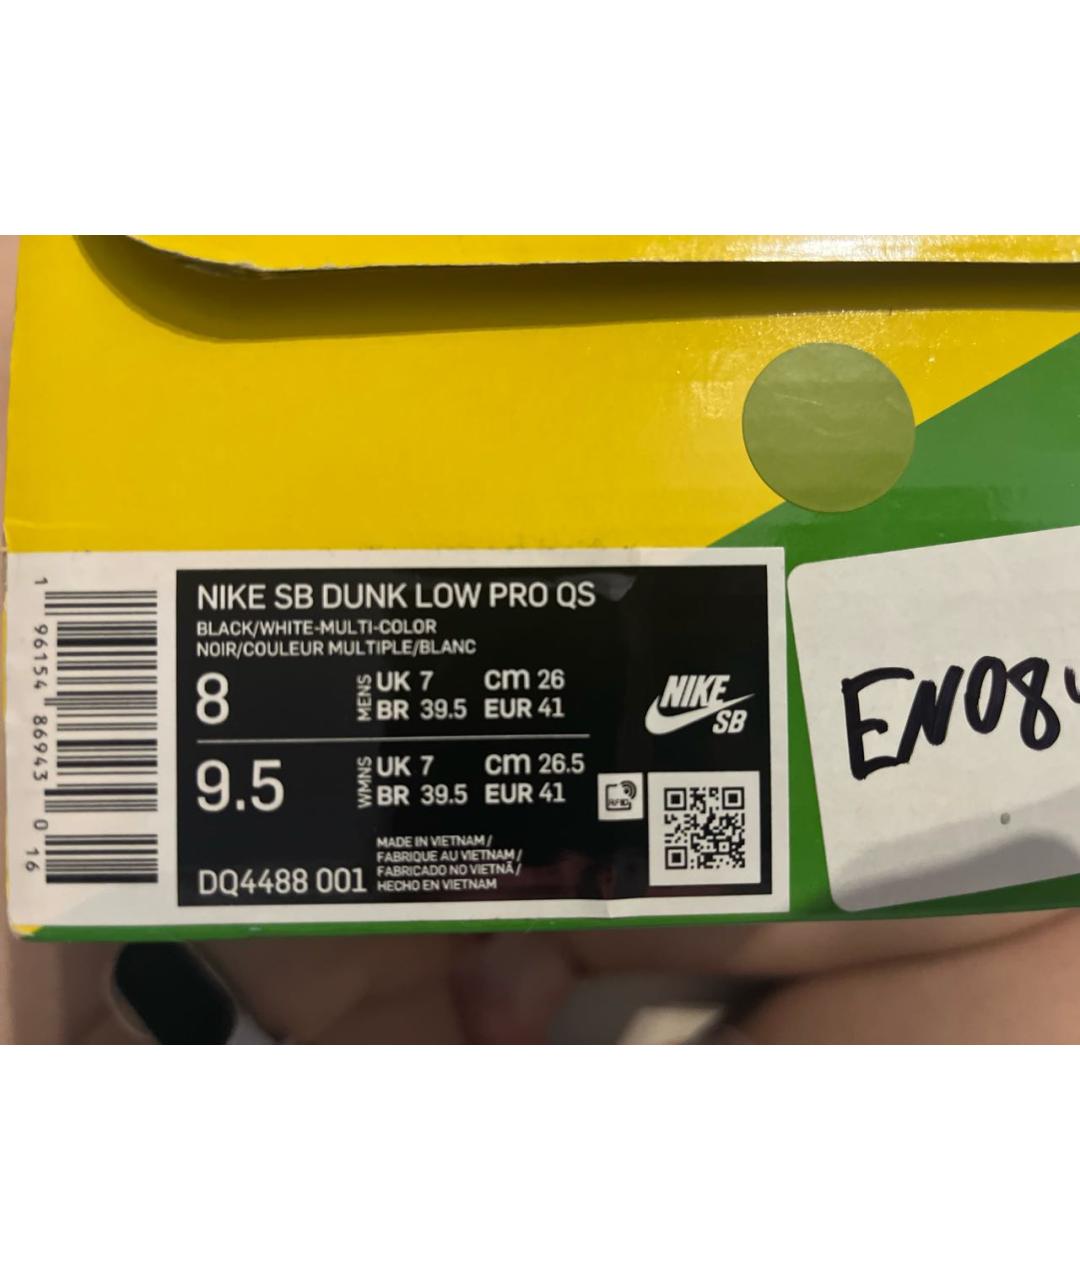 NIKE SB DUNK LOW PRO QS
BLACK/WHITE-MULTI-COLOR
NOIR/COULEUR MULTIPLE/BLANC
8 MENS UK 7 cm 26
BR 39.5 EUR 41
9.5 WMNS UK 7 cm 26.5
BR 39.5 EUR 41
NIKE
SB
RFID
MADE IN VIETNAM/
FABRIQUE AU VIETNAM/
FABRICADO NO VIETNÃ/
HECHO EN VIETNAM
DQ4488 001
1 96154 86943 0 16
EN08